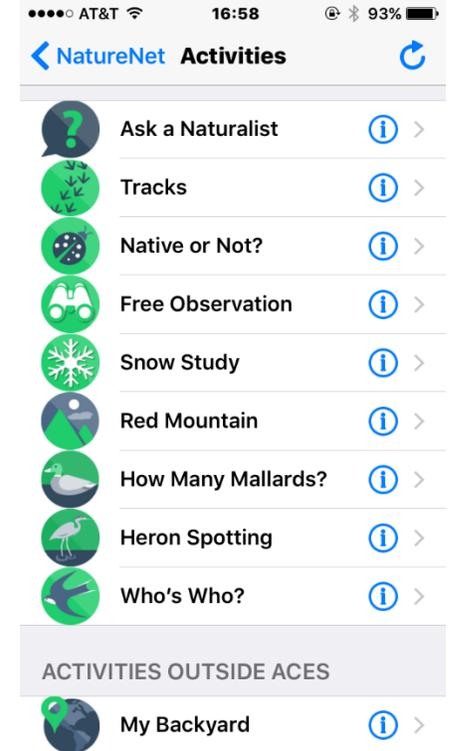 AT&T 16:58 93%
NatureNet Activities
Ask a Naturalist
Tracks
Native or Not?
Free Observation
Snow Study
Red Mountain
How Many Mallards?
Heron Spotting
Who's Who?
ACTIVITIES OUTSIDE ACES
My Backyard